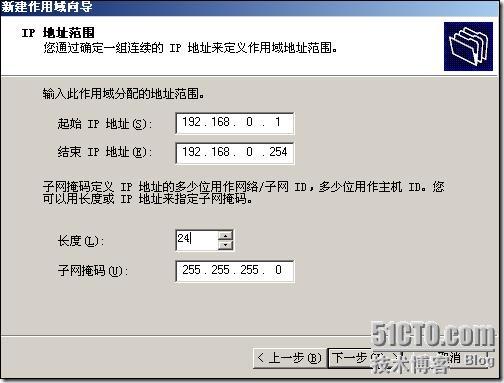 新建作用域向导
IP 地址范围
您通过确定一组连续的 IP 地址来定义作用域地址范围。
输入此作用域分配的地址范围。
起始 IP 地址(S): 192 . 168 . 0 . 1
结束 IP 地址(E): 192 . 168 . 0 . 254
子网掩码定义 IP 地址的多少位用作网络/子网 ID，多少位用作主机 ID。您
可以用长度或 IP 地址来指定子网掩码。
长度(L): 24
子网掩码(U): 255 . 255 . 255 . 0
< 上一步(B) 下一步 取消
51CTO.com
技术博客 Blog